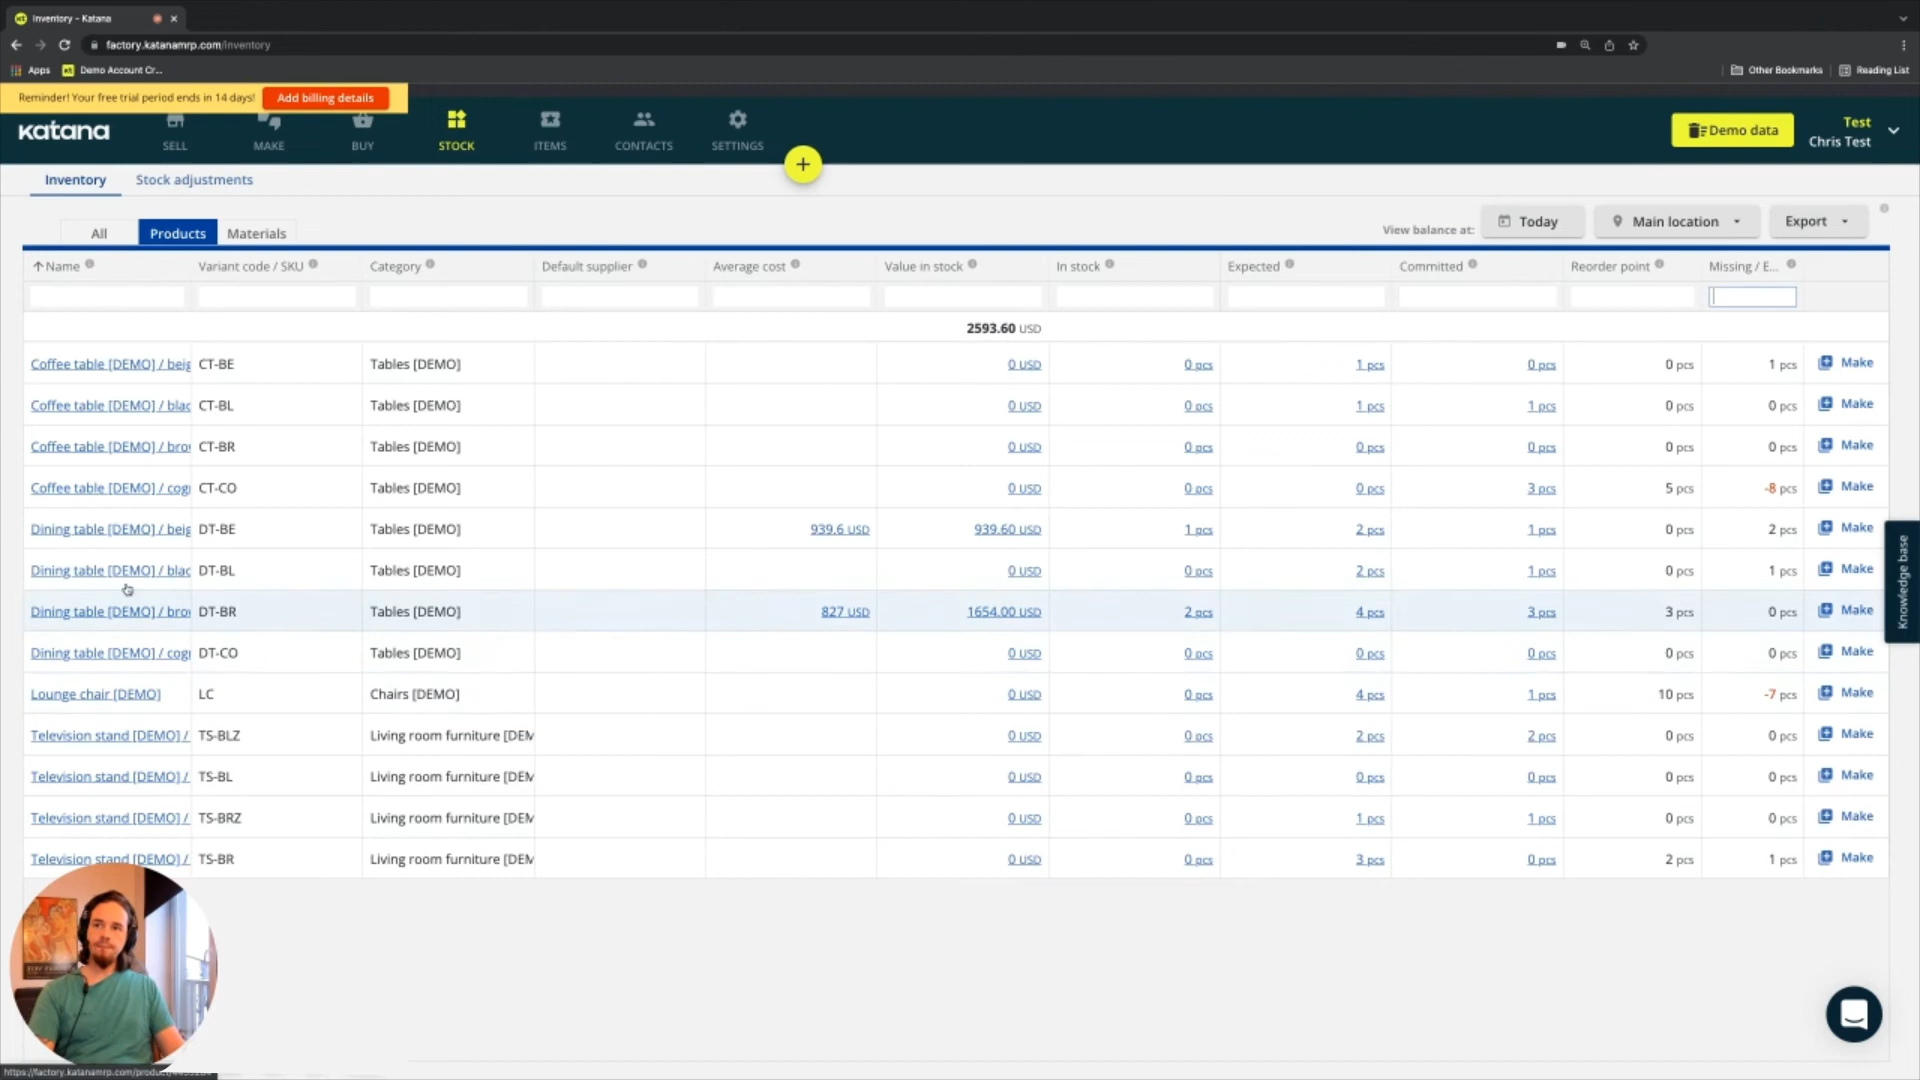 Inventory – Katana
factory.katanamrp.com/inventory
Apps Demo Account Cr... Other Bookmarks Reading List
Reminder! Your free trial period ends in 14 days! Add billing details
katana SELL MAKE BUY STOCK ITEMS CONTACTS SETTINGS Demo data Test
Chris Test
Inventory Stock adjustments
All Products Materials View balance at: Today Main location Export
Name Variant code / SKU Category Default supplier Average cost Value in stock In stock Expected Committed Reorder point Missing / E...
2593.60 USD
Coffee table [DEMO] / beig CT-BE Tables [DEMO] 0 USD 0 pcs 1 pcs 0 pcs 0 pcs 1 pcs Make
Coffee table [DEMO] / blac CT-BL Tables [DEMO] 0 USD 0 pcs 1 pcs 1 pcs 0 pcs 0 pcs Make
Coffee table [DEMO] / brov CT-BR Tables [DEMO] 0 USD 0 pcs 0 pcs 0 pcs 0 pcs 0 pcs Make
Coffee table [DEMO] / cogi CT-CO Tables [DEMO] 0 USD 0 pcs 0 pcs 3 pcs 5 pcs -8 pcs Make
Dining table [DEMO] / beig DT-BE Tables [DEMO] 939.6 USD 939.60 USD 1 pcs 2 pcs 1 pcs 0 pcs 2 pcs Make
Dining table [DEMO] / blac DT-BL Tables [DEMO] 0 USD 0 pcs 2 pcs 1 pcs 0 pcs 1 pcs Make
Dining table [DEMO] / brov DT-BR Tables [DEMO] 827 USD 1654.00 USD 2 pcs 4 pcs 3 pcs 3 pcs 0 pcs Make
Dining table [DEMO] / cogi DT-CO Tables [DEMO] 0 USD 0 pcs 0 pcs 0 pcs 0 pcs 0 pcs Make
Lounge chair [DEMO] LC Chairs [DEMO] 0 USD 0 pcs 4 pcs 1 pcs 10 pcs -7 pcs Make
Television stand [DEMO] / TS-BLZ Living room furniture [DEM 0 USD 0 pcs 2 pcs 2 pcs 0 pcs 0 pcs Make
Television stand [DEMO] / TS-BL Living room furniture [DEM 0 USD 0 pcs 0 pcs 0 pcs 0 pcs 0 pcs Make
Television stand [DEMO] / TS-BRZ Living room furniture [DEM 0 USD 0 pcs 1 pcs 1 pcs 0 pcs 0 pcs Make
Television stand [DEMO] / TS-BR Living room furniture [DEM 0 USD 0 pcs 3 pcs 0 pcs 2 pcs 1 pcs Make
Knowledge base